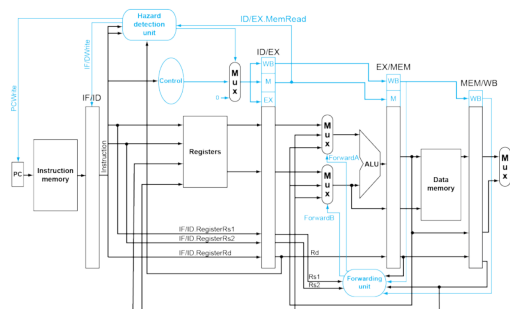 Hazard
detection
unit
ID/EX.MemRead
IF/DWrite
PCWrite
ID/EX
Control
M
u
x
WB
M
EX
EX/MEM
WB
M
MEM/WB
WB
IF/ID
PC
Instruction
memory
Instruction
Registers
M
u
x
ForwardA
M
u
x
ForwardB
ALU
Data
memory
M
u
x
IF/ID.RegisterRs1
IF/ID.RegisterRs2
IF/ID.RegisterRd
Rd
Rs1
Rs2
Forwarding
unit